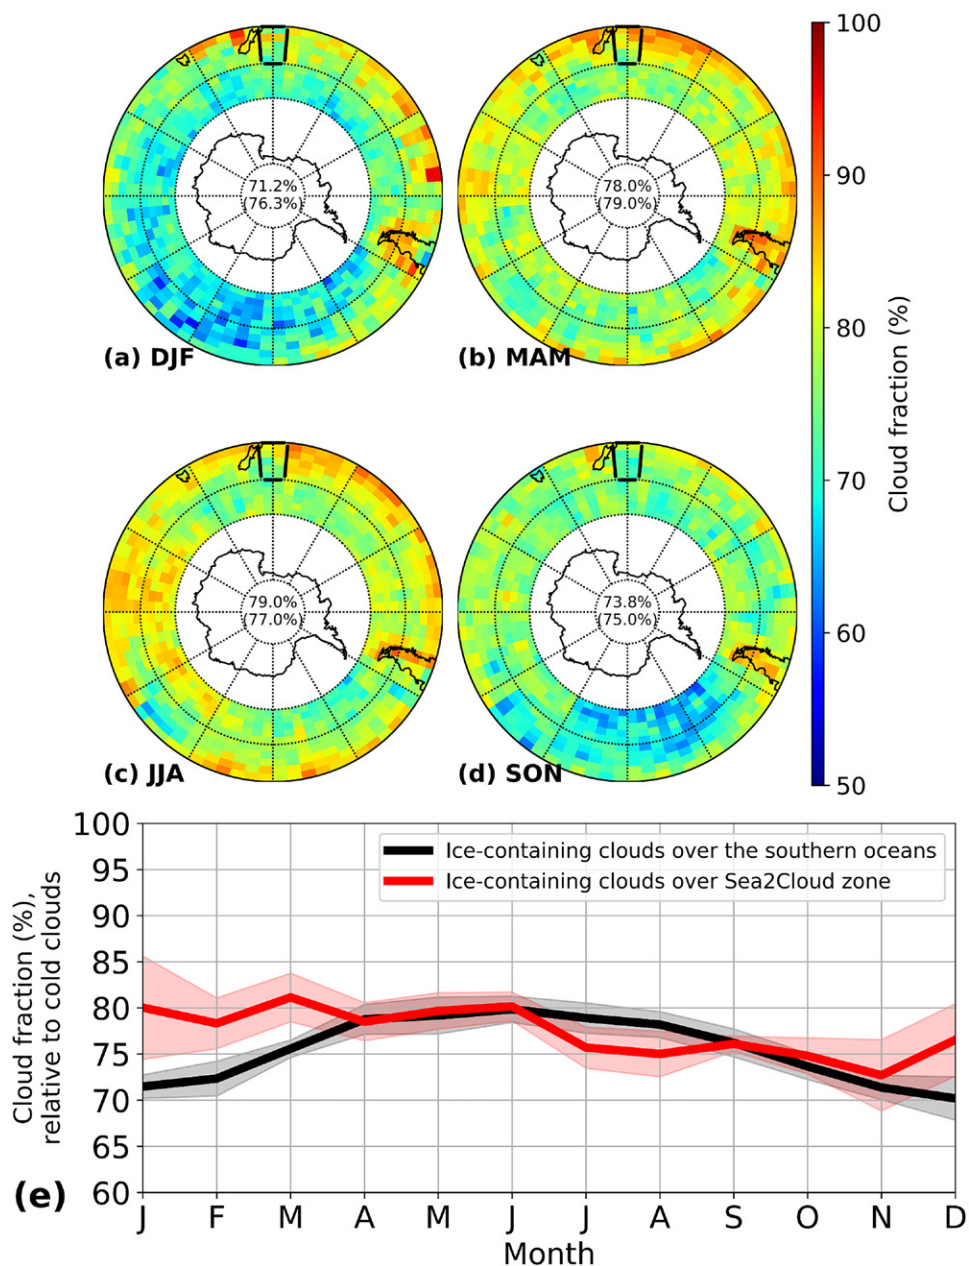 71.2%
(76.3%)
(a) DJF
78.0%
(79.0%)
(b) MAM
79.0%
(77.0%)
(c) JJA
73.8%
(75.0%)
(d) SON
100
90
80
70
60
50
Cloud fraction (%)
100
95
90
85
80
75
70
65
60
Cloud fraction (%),
relative to cold clouds
Ice-containing clouds over the southern oceans
Ice-containing clouds over Sea2Cloud zone
(e)
J F M A M J J A S O N D
Month